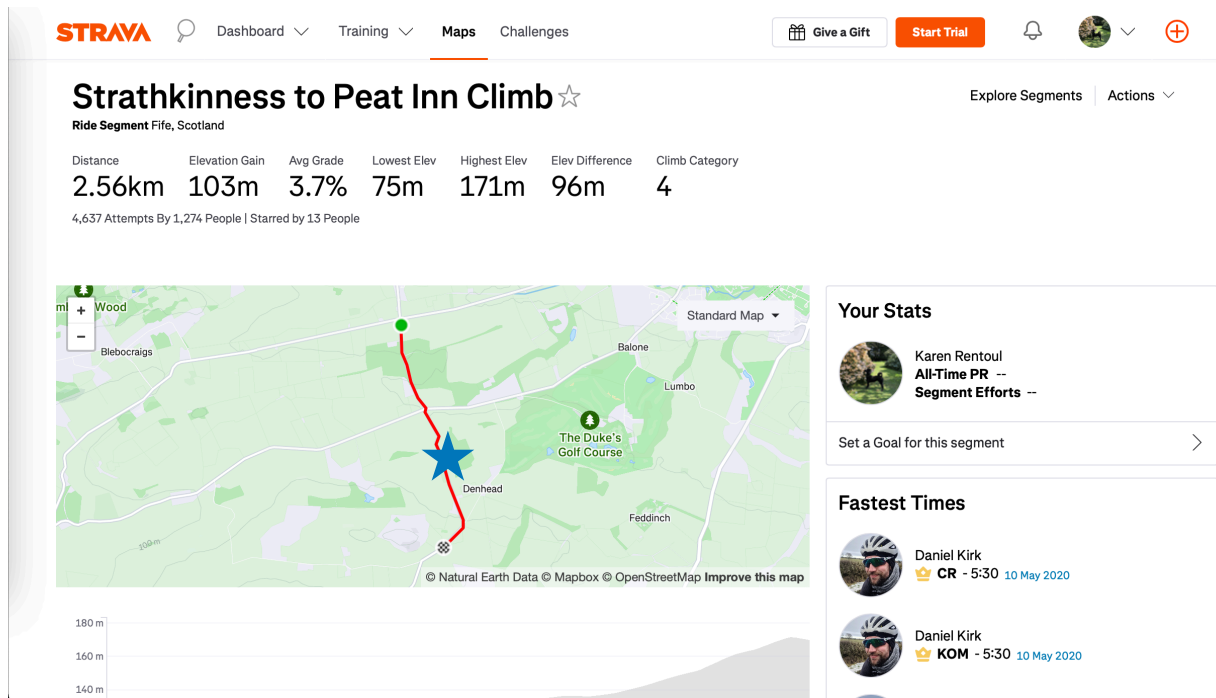 STRAVA Dashboard Training Maps Challenges Give a Gift Start Trial
Strathkinness to Peat Inn Climb
Explore Segments Actions
Ride Segment Fife, Scotland
Distance Elevation Gain Avg Grade Lowest Elev Highest Elev Elev Difference Climb Category
2.56km 103m 3.7% 75m 171m 96m 4
4,637 Attempts By 1,274 People | Starred by 13 People
Wood
+
−
Standard Map
Blebocraigs
Balone
Lumbo
The Duke's
Golf Course
Denhead
Feddinch
200m
© Natural Earth Data © Mapbox © OpenStreetMap Improve this map
180 m
160 m
140 m
Your Stats
Karen Rentoul
All-Time PR --
Segment Efforts --
Set a Goal for this segment
Fastest Times
Daniel Kirk
CR - 5:30 10 May 2020
Daniel Kirk
KOM - 5:30 10 May 2020